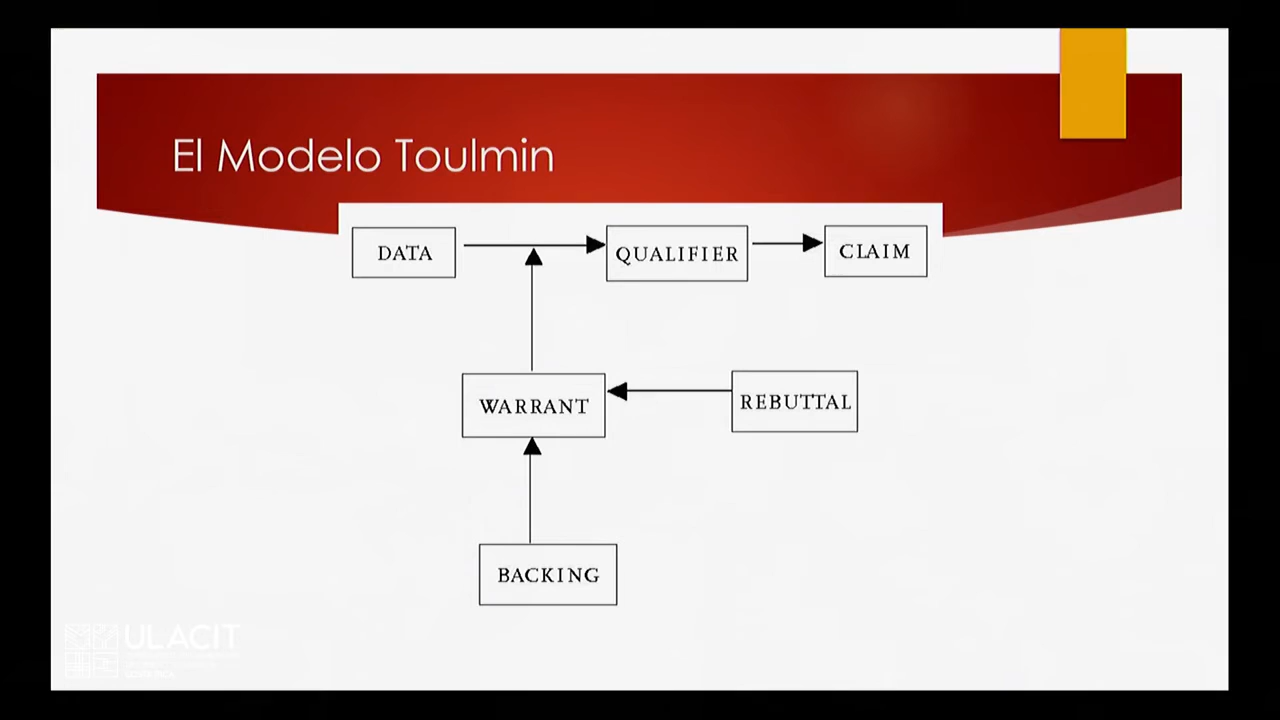 El Modelo Toulmin
DATA
QUALIFIER
CLAIM
WARRANT
REBUTTAL
BACKING
ULACIT